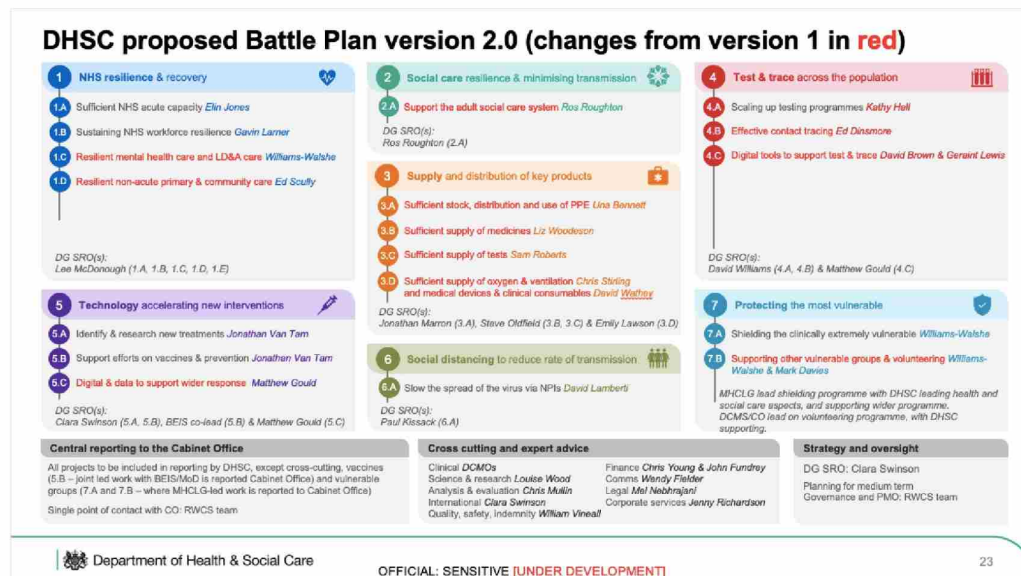 DHSC proposed Battle Plan version 2.0 (changes from version 1 in red)
1 NHS resilience & recovery
1.A Sufficient NHS acute capacity Elin Jones
1.B Sustaining NHS workforce resilience Gavin Larner
1.C Resilient mental health care and LD&A care Williams-Walshe
1.D Resilient non-acute primary & community care Ed Scully
DG SRO(s):
Lee McDonough (1.A, 1.B, 1.C, 1.D, 1.E)
2 Social care resilience & minimising transmission
2.A Support the adult social care system Ros Roughton
DG SRO(s):
Ros Roughton (2.A)
3 Supply and distribution of key products
3.A Sufficient stock, distribution and use of PPE Una Bennett
3.B Sufficient supply of medicines Liz Woodeson
3.C Sufficient supply of tests Sam Roberts
3.D Sufficient supply of oxygen & ventilation Chris Stirling
and medical devices & clinical consumables David Wathey
DG SRO(s):
Jonathan Marron (3.A), Steve Oldfield (3.B, 3.C) & Emily Lawson (3.D)
4 Test & trace across the population
4.A Scaling up testing programmes Kathy Hall
4.B Effective contact tracing Ed Dinsmore
4.C Digital tools to support test & trace David Brown & Geraint Lewis
DG SRO(s):
David Williams (4.A, 4.B) & Matthew Gould (4.C)
5 Technology accelerating new interventions
5.A Identify & research new treatments Jonathan Van Tam
5.B Support efforts on vaccines & prevention Jonathan Van Tam
5.C Digital & data to support wider response Matthew Gould
DG SRO(s):
Clara Swinson (5.A, 5.B), BEIS co-lead (5.B) & Matthew Gould (5.C)
6 Social distancing to reduce rate of transmission
6.A Slow the spread of the virus via NPIs David Lamberti
DG SRO(s):
Paul Kissack (6.A)
7 Protecting the most vulnerable
7.A Shielding the clinically extremely vulnerable Williams-Walshe
7.B Supporting other vulnerable groups & volunteering Williams-
Walshe & Mark Davies
MHCLG lead shielding programme with DHSC leading health and
social care aspects, and supporting wider programme.
DCMS/CO lead on volunteering programme, with DHSC
supporting.
Central reporting to the Cabinet Office
All projects to be included in reporting by DHSC, except cross-cutting, vaccines
(5.B – joint led work with BEIS/MoD is reported Cabinet Office) and vulnerable
groups (7.A and 7.B – where MHCLG-led work is reported to Cabinet Office)
Single point of contact with CO: RWCS team
Cross cutting and expert advice
Clinical DCMOs
Science & research Louise Wood
Analysis & evaluation Chris Mullin
International Clara Swinson
Quality, safety, indemnity William Vineall
Finance Chris Young & John Fundrey
Comms Wendy Fielder
Legal Mel Nebhrajani
Corporate services Jenny Richardson
Strategy and oversight
DG SRO: Clara Swinson
Planning for medium term
Governance and PMO: RWCS team
Department of Health & Social Care
OFFICIAL: SENSITIVE [UNDER DEVELOPMENT]
23